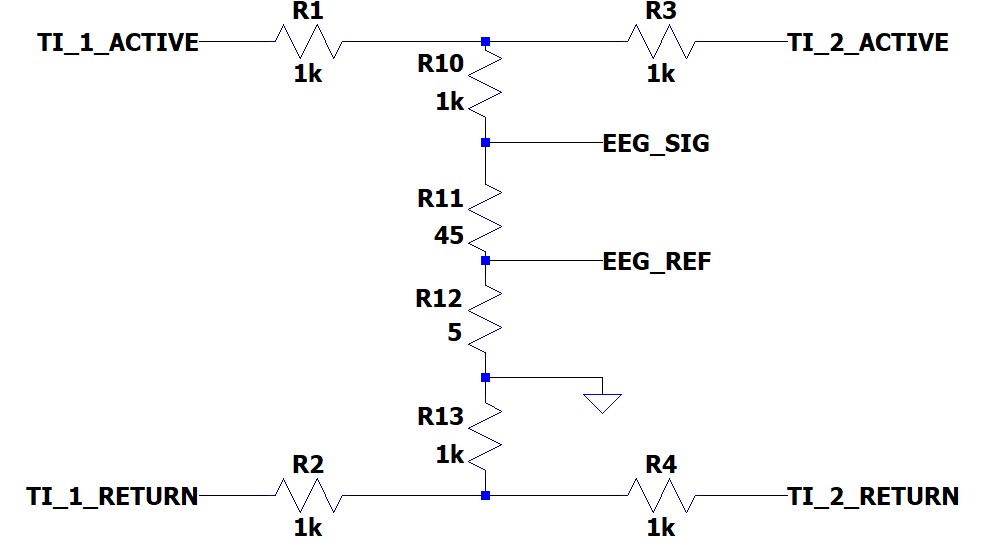 R1
R3
TI_1_ACTIVE
TI_2_ACTIVE
1k
1k
R10
1k
EEG_SIG
R11
45
EEG_REF
R12
5
R13
1k
R2
R4
TI_1_RETURN
TI_2_RETURN
1k
1k